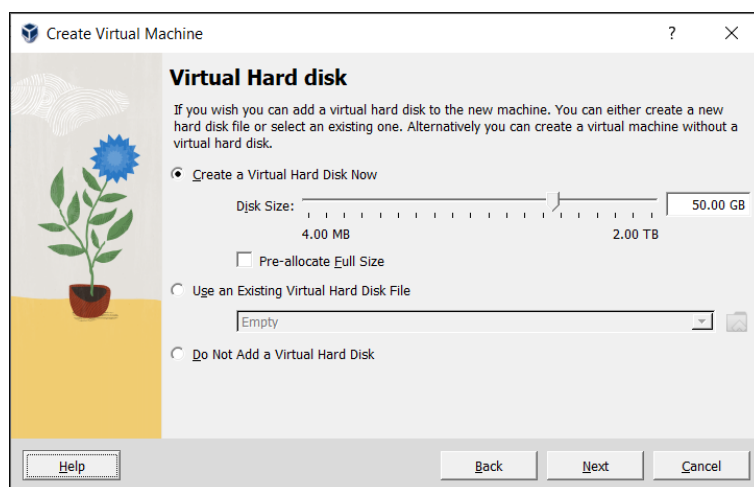 Create Virtual Machine
?
Virtual Hard disk
If you wish you can add a virtual hard disk to the new machine. You can either create a new
hard disk file or select an existing one. Alternatively you can create a virtual machine without a
virtual hard disk.
Create a Virtual Hard Disk Now
Disk Size: 50.00 GB
4.00 MB 2.00 TB
Pre-allocate Full Size
Use an Existing Virtual Hard Disk File
Empty
Do Not Add a Virtual Hard Disk
Help Back Next Cancel